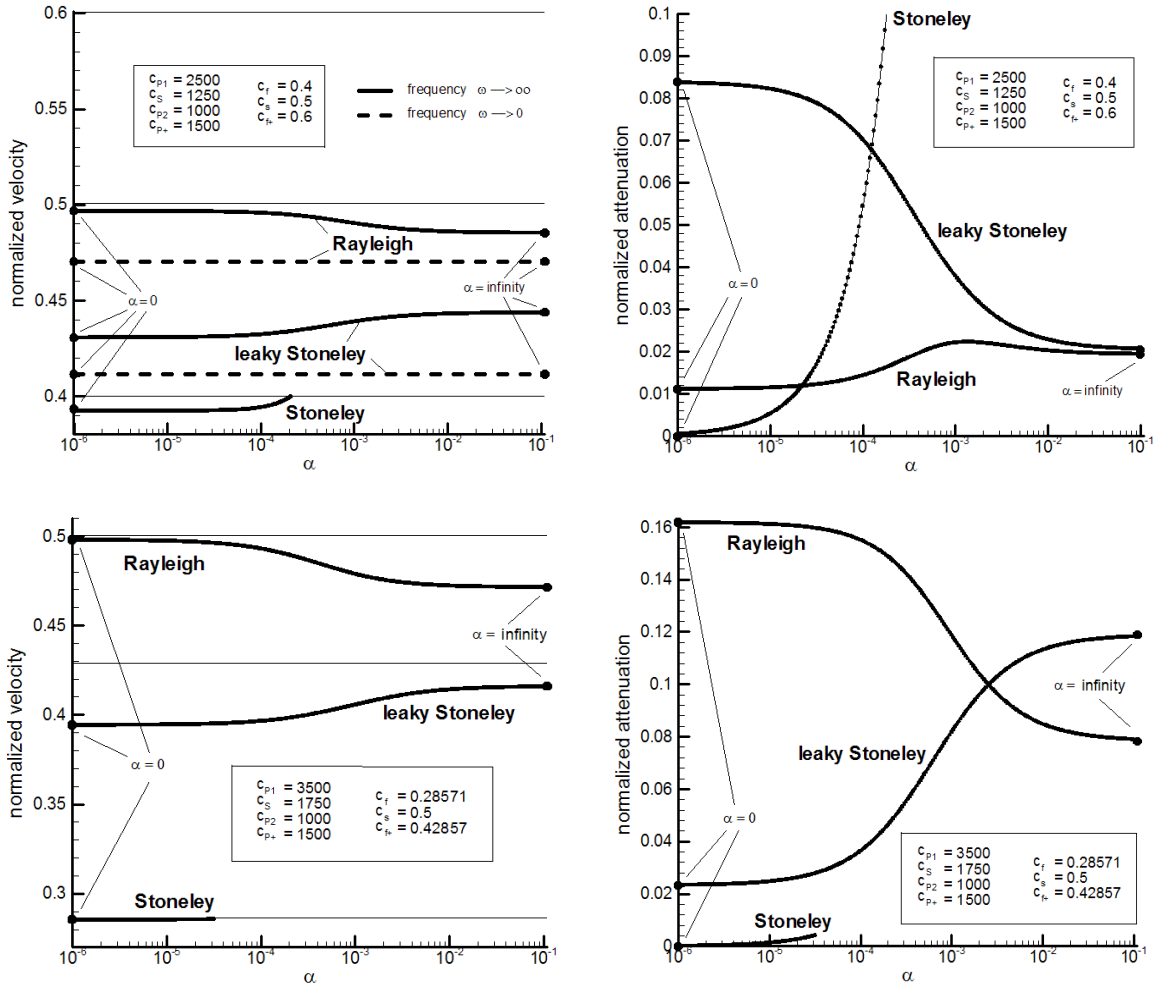 0.6
0.55
0.5
0.45
0.4
normalized velocity
c_P1 = 2500
c_S = 1250
c_P2 = 1000
c_P+ = 1500
c_f = 0.4
c_s = 0.5
c_f+ = 0.6
frequency ω —>∞
frequency ω —>0
Rayleigh
α = 0
α = infinity
leaky Stoneley
Stoneley
10^-6 10^-5 10^-4 10^-3 10^-2 10^-1
α
0.1
0.09
0.08
0.07
0.06
0.05
0.04
0.03
0.02
0.01
0
normalized attenuation
Stoneley
c_P1 = 2500
c_S = 1250
c_P2 = 1000
c_P+ = 1500
c_f = 0.4
c_s = 0.5
c_f+ = 0.6
leaky Stoneley
α = 0
Rayleigh
α = infinity
10^-6 10^-5 10^-4 10^-3 10^-2 10^-1
α
0.5
0.45
0.4
0.35
0.3
normalized velocity
Rayleigh
α = infinity
leaky Stoneley
α = 0
c_P1 = 3500
c_S = 1750
c_P2 = 1000
c_P+ = 1500
c_f = 0.28571
c_s = 0.5
c_f+ = 0.42857
Stoneley
10^-6 10^-5 10^-4 10^-3 10^-2 10^-1
α
0.16
0.14
0.12
0.1
0.08
0.06
0.04
0.02
0
normalized attenuation
Rayleigh
α = infinity
leaky Stoneley
α = 0
c_P1 = 3500
c_S = 1750
c_P2 = 1000
c_P+ = 1500
c_f = 0.28571
c_s = 0.5
c_f+ = 0.42857
Stoneley
10^-6 10^-5 10^-4 10^-3 10^-2 10^-1
α